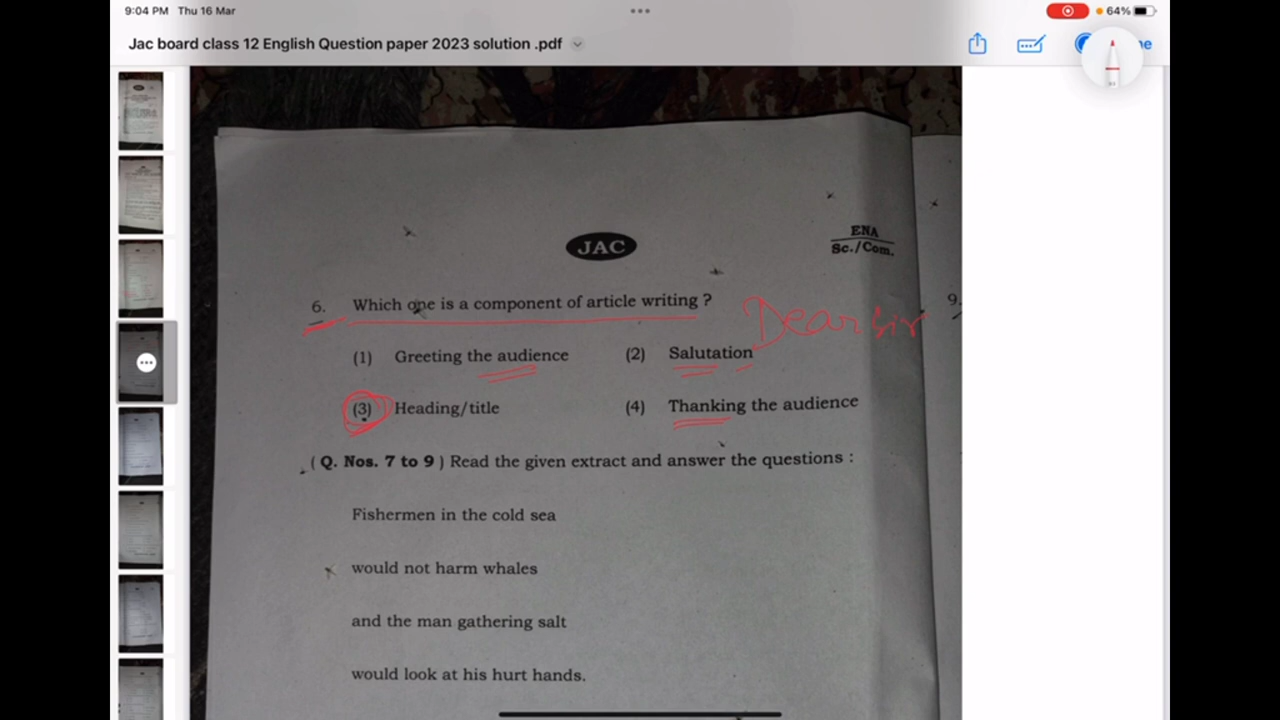 9:04 PM Thu 16 Mar
64%
Jac board class 12 English Question paper 2023 solution .pdf
JAC
ENA
Sc./Com.
6. Which one is a component of article writing ?
9.
Dear sir
(1) Greeting the audience (2) Salutation
(3) Heading/title (4) Thanking the audience
( Q. Nos. 7 to 9 ) Read the given extract and answer the questions :
Fishermen in the cold sea
would not harm whales
and the man gathering salt
would look at his hurt hands.